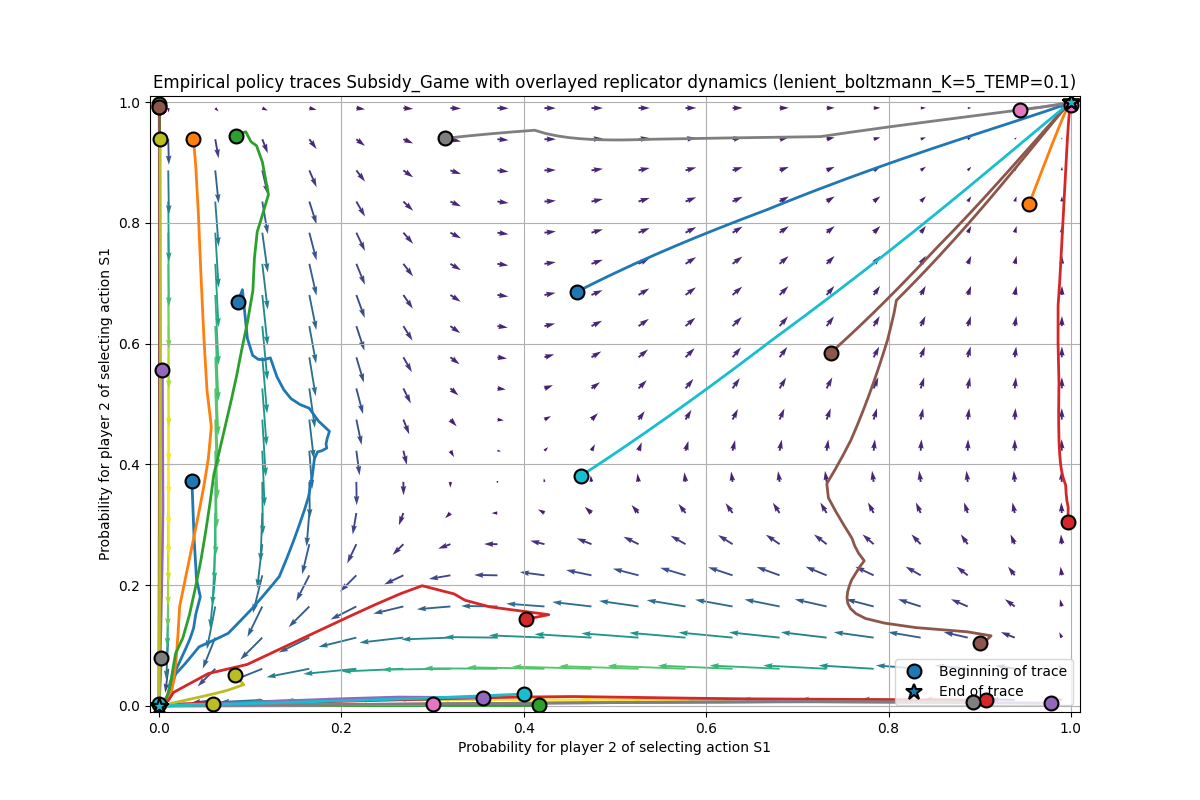 Empirical policy traces Subsidy_Game with overlayed replicator dynamics (lenient_boltzmann_K=5_TEMP=0.1)
Probability for player 2 of selecting action S1
1.0
0.8
0.6
0.4
0.2
0.0
Beginning of trace
End of trace
0.0 0.2 0.4 0.6 0.8 1.0
Probability for player 2 of selecting action S1